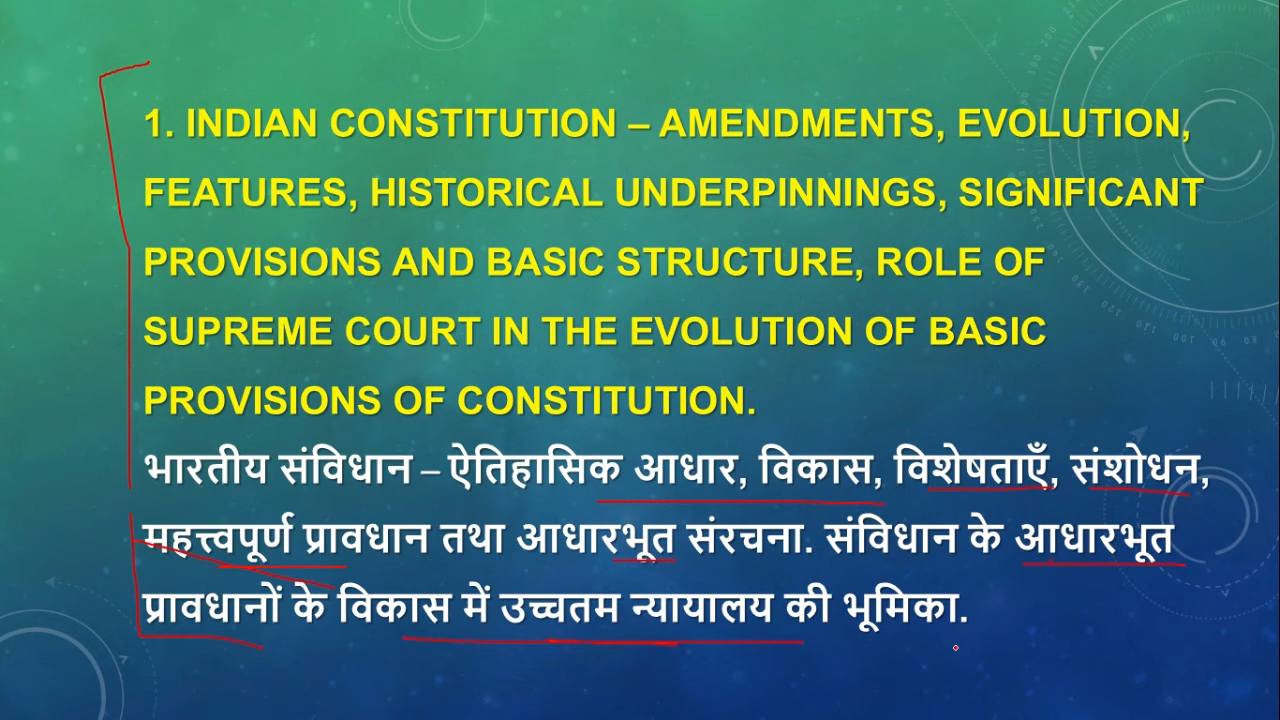 1. INDIAN CONSTITUTION – AMENDMENTS, EVOLUTION,
FEATURES, HISTORICAL UNDERPINNINGS, SIGNIFICANT
PROVISIONS AND BASIC STRUCTURE, ROLE OF
SUPREME COURT IN THE EVOLUTION OF BASIC
PROVISIONS OF CONSTITUTION.
भारतीय संविधान – ऐतिहासिक आधार, विकास, विशेषताएँ, संशोधन,
महत्त्वपूर्ण प्रावधान तथा आधारभूत संरचना. संविधान के आधारभूत
प्रावधानों के विकास में उच्चतम न्यायालय की भूमिका.